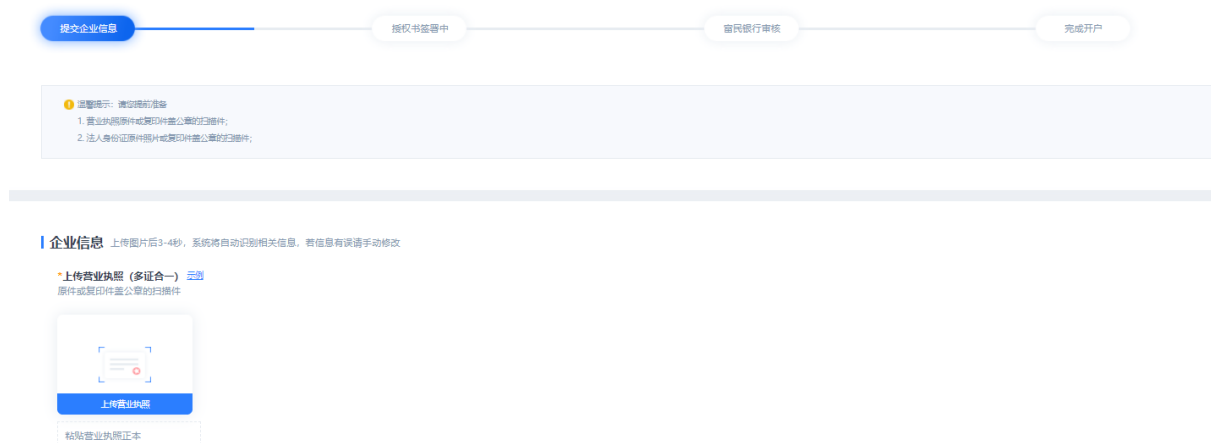 提交企业信息
授权书签署中
富民银行审核
完成开户
温馨提示：请您提前准备
1. 营业执照原件或复印件盖公章的扫描件；
2. 法人身份证原件照片或复印件盖公章的扫描件；
企业信息 上传图片后3-4秒，系统将自动识别相关信息，若信息有误请手动修改
*上传营业执照（多证合一） 示例
原件或复印件盖公章的扫描件
上传营业执照
粘贴营业执照正本